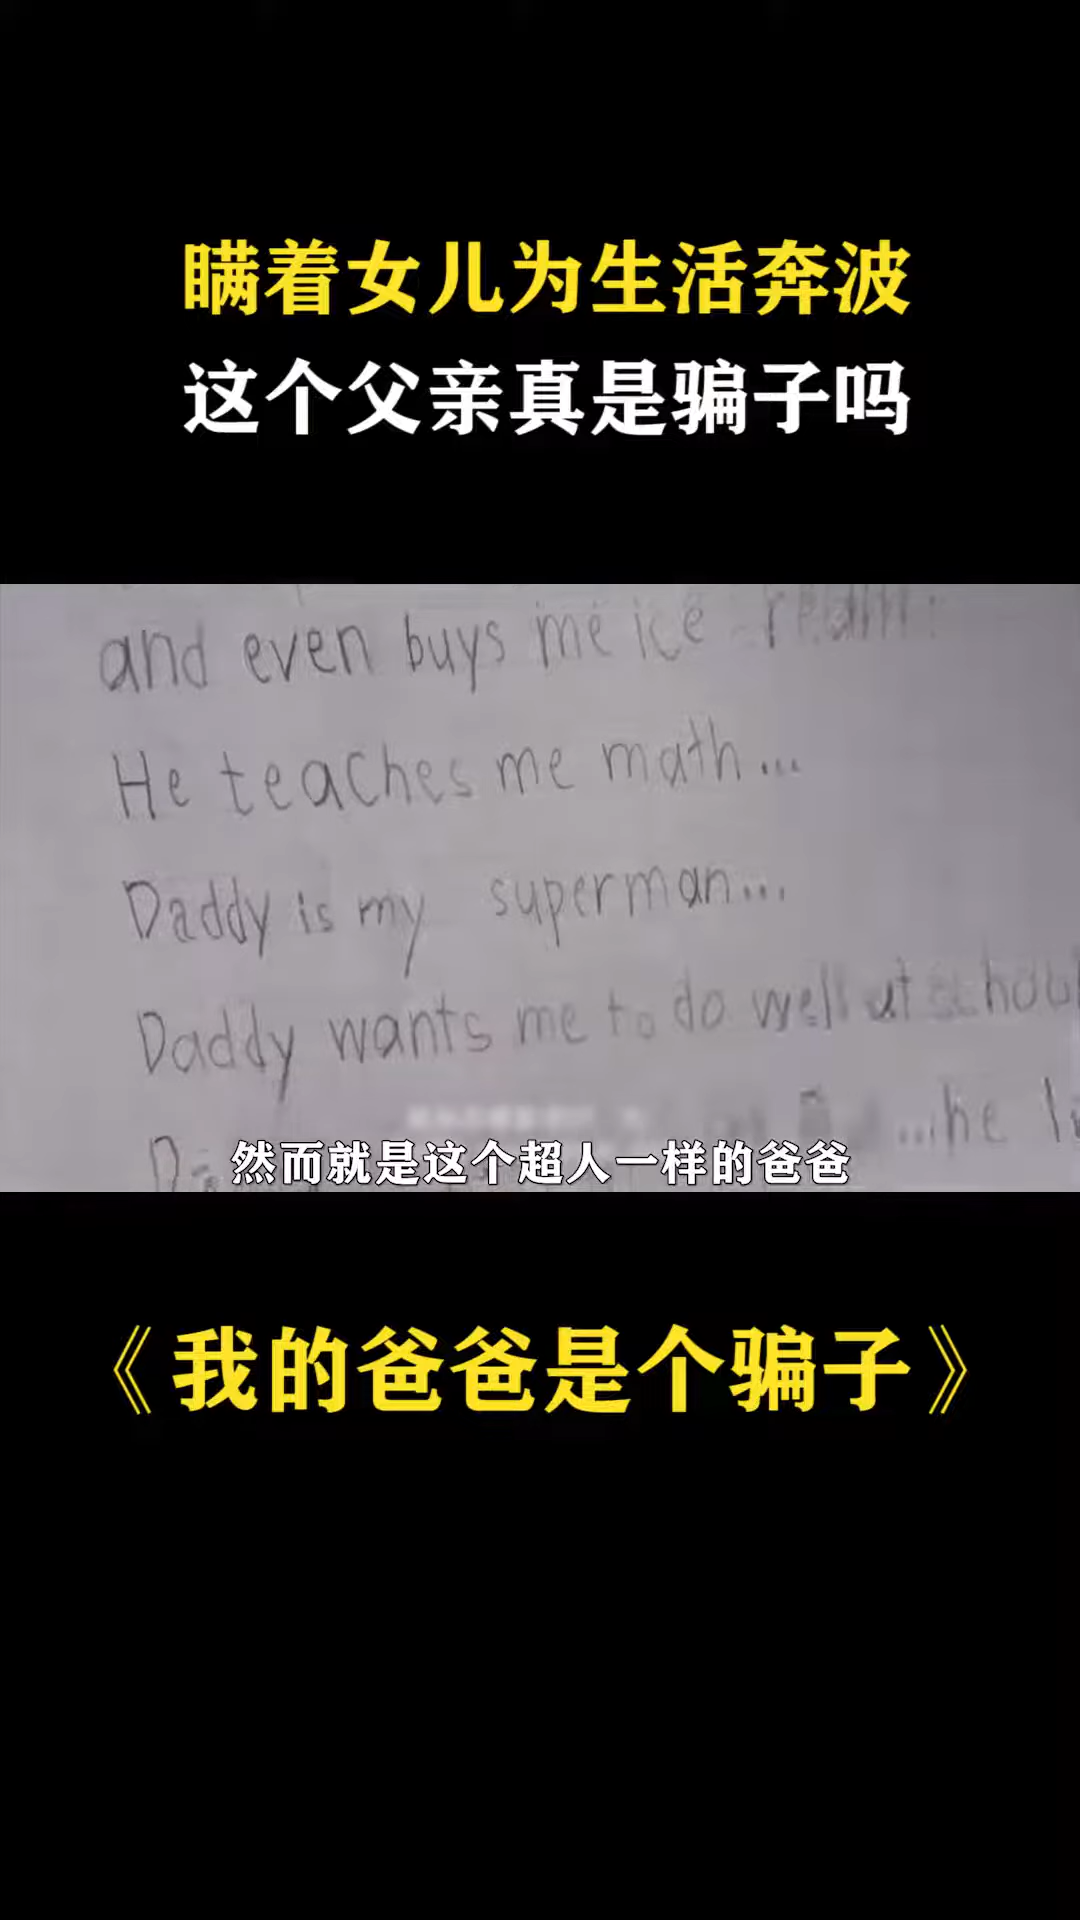 瞒着女儿为生活奔波
这个父亲真是骗子吗
and even buys me ice
He teaches me math...
Daddy is my superman...
Daddy wants me to do well at school
...he
然而就是这个超人一样的爸爸
《我的爸爸是个骗子》